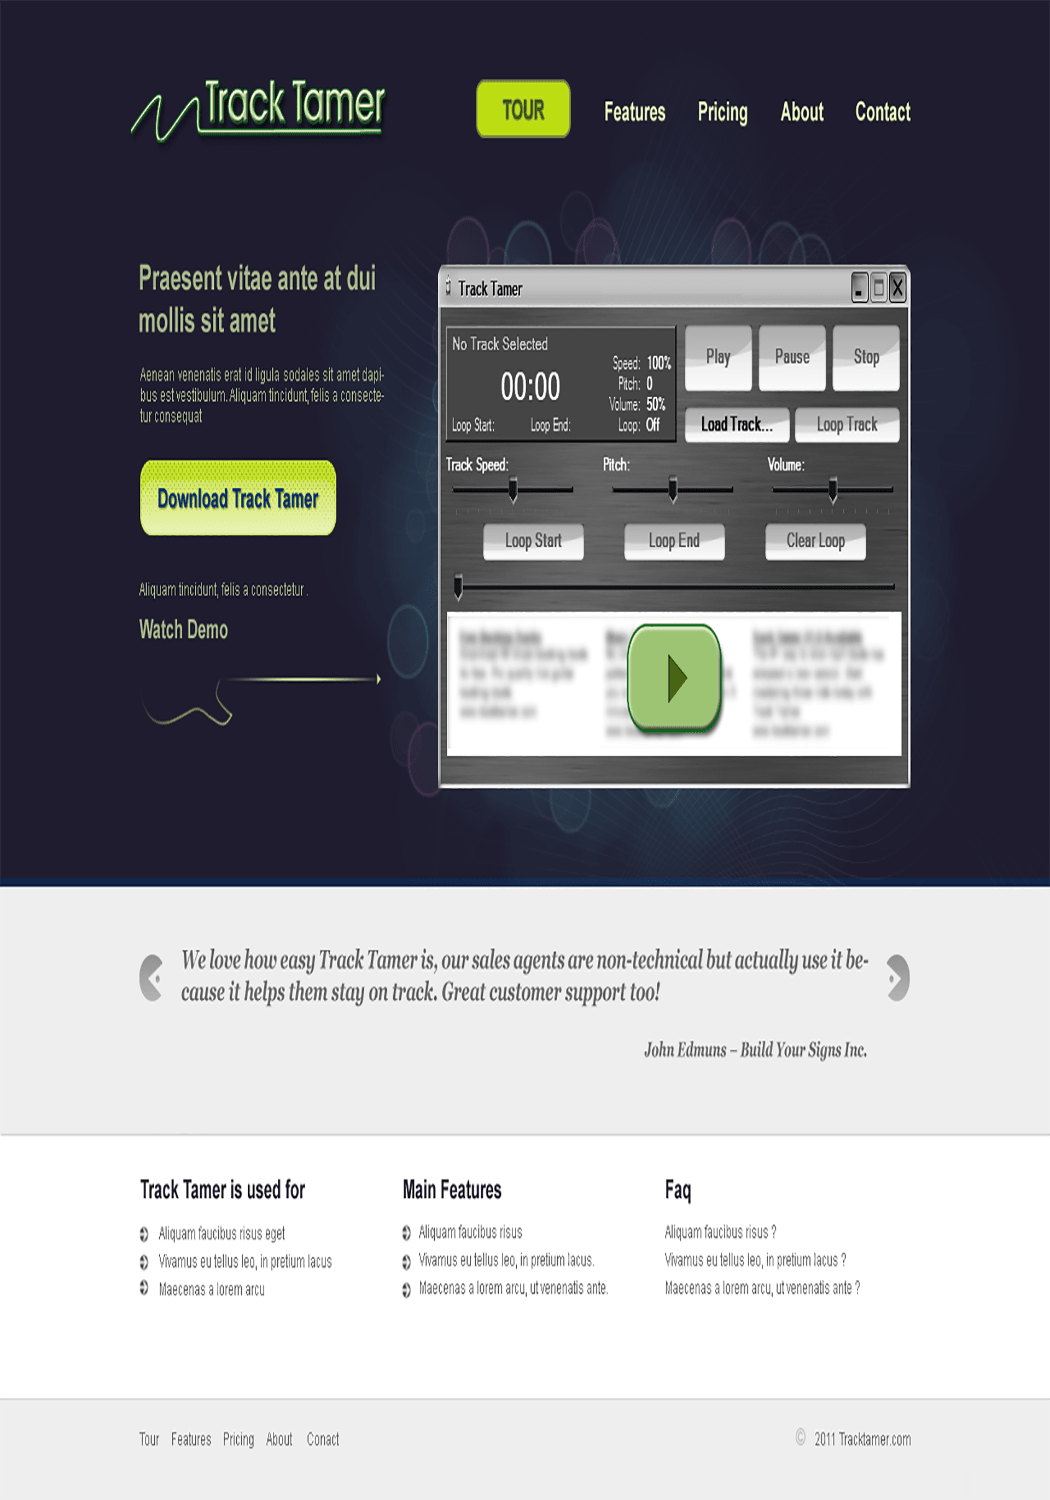 Track Tamer
TOUR
Features
Pricing
About
Contact
Praesent vitae ante at dui
mollis sit amet
Aenean venenatis erat id ligula sodales sit amet dapi-
bus est vestibulum. Aliquam tincidunt, felis a consecte-
tur consequat
Download Track Tamer
Aliquam tincidunt, felis a consectetur .
Watch Demo
Track Tamer
No Track Selected
00:00
Speed: 100%
Pitch: 0
Volume: 50%
Loop Start:
Loop End:
Loop: Off
Play
Pause
Stop
Load Track...
Loop Track
Track Speed:
Pitch:
Volume:
Loop Start
Loop End
Clear Loop
We love how easy Track Tamer is, our sales agents are non-technical but actually use it be-
cause it helps them stay on track. Great customer support too!
John Edmuns – Build Your Signs Inc.
Track Tamer is used for
Aliquam faucibus risus eget
Vivamus eu tellus leo, in pretium lacus
Maecenas a lorem arcu
Main Features
Aliquam faucibus risus
Vivamus eu tellus leo, in pretium lacus.
Maecenas a lorem arcu, ut venenatis ante.
Faq
Aliquam faucibus risus ?
Vivamus eu tellus leo, in pretium lacus ?
Maecenas a lorem arcu, ut venenatis ante ?
Tour
Features
Pricing
About
Conact
© 2011 Tracktamer.com